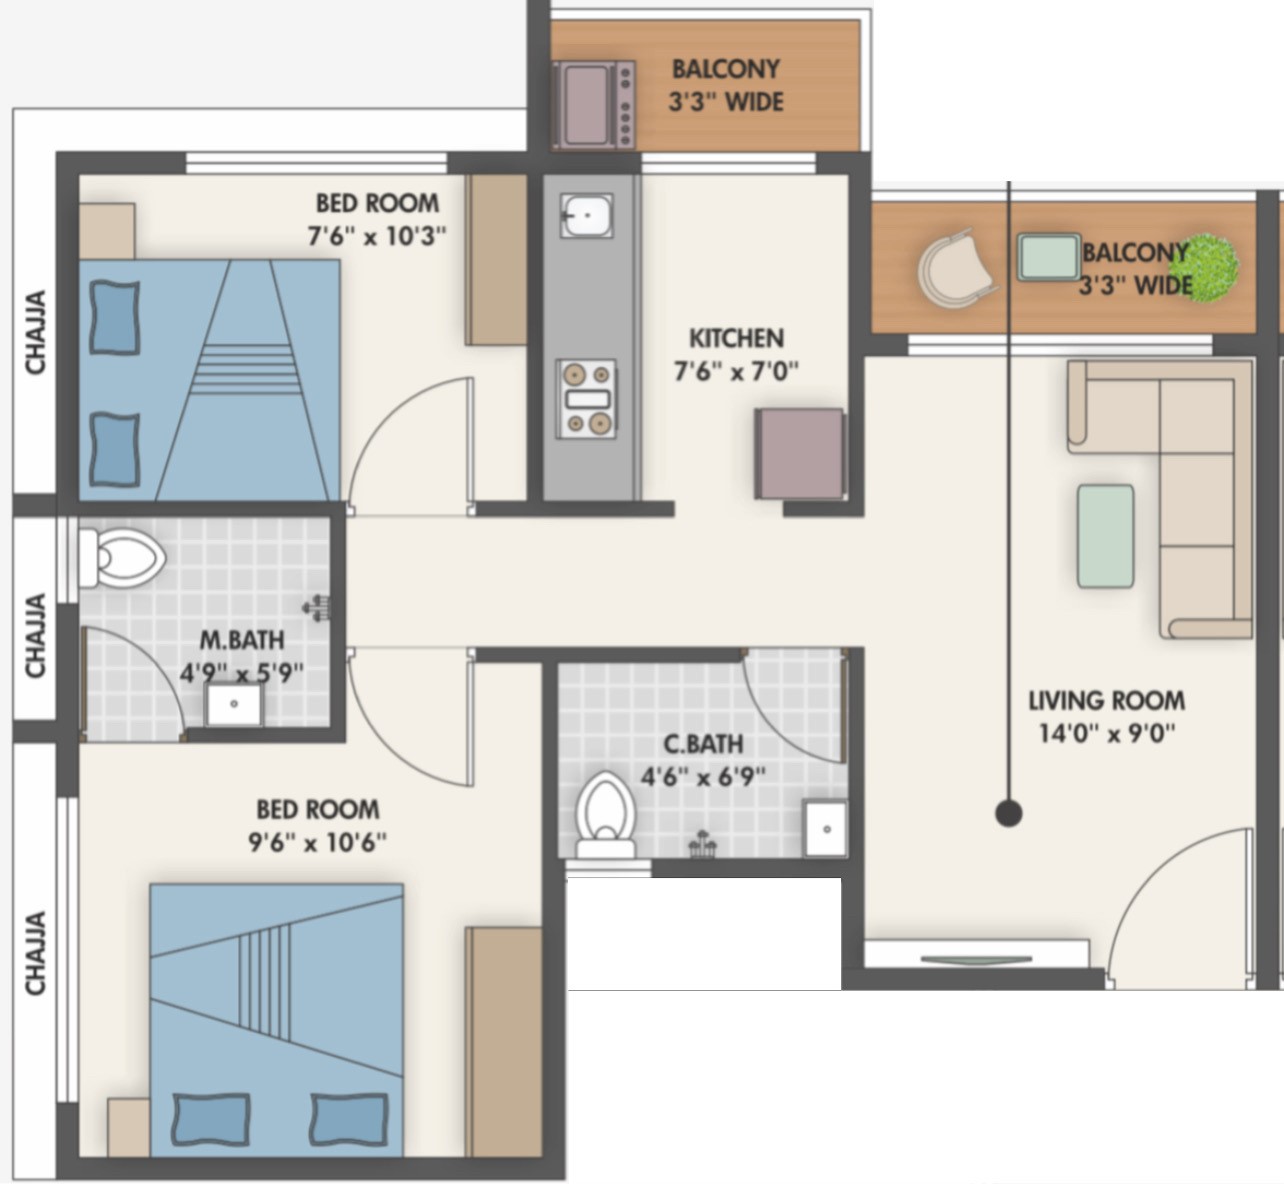 BALCONY
3'3" WIDE
BED ROOM
7'6" x 10'3"
BALCONY
3'3" WIDE
CHAJJA
KITCHEN
7'6" x 7'0"
CHAJJA
M.BATH
4'9" x 5'9"
LIVING ROOM
14'0" x 9'0"
C.BATH
4'6" x 6'9"
BED ROOM
9'6" x 10'6"
CHAJJA